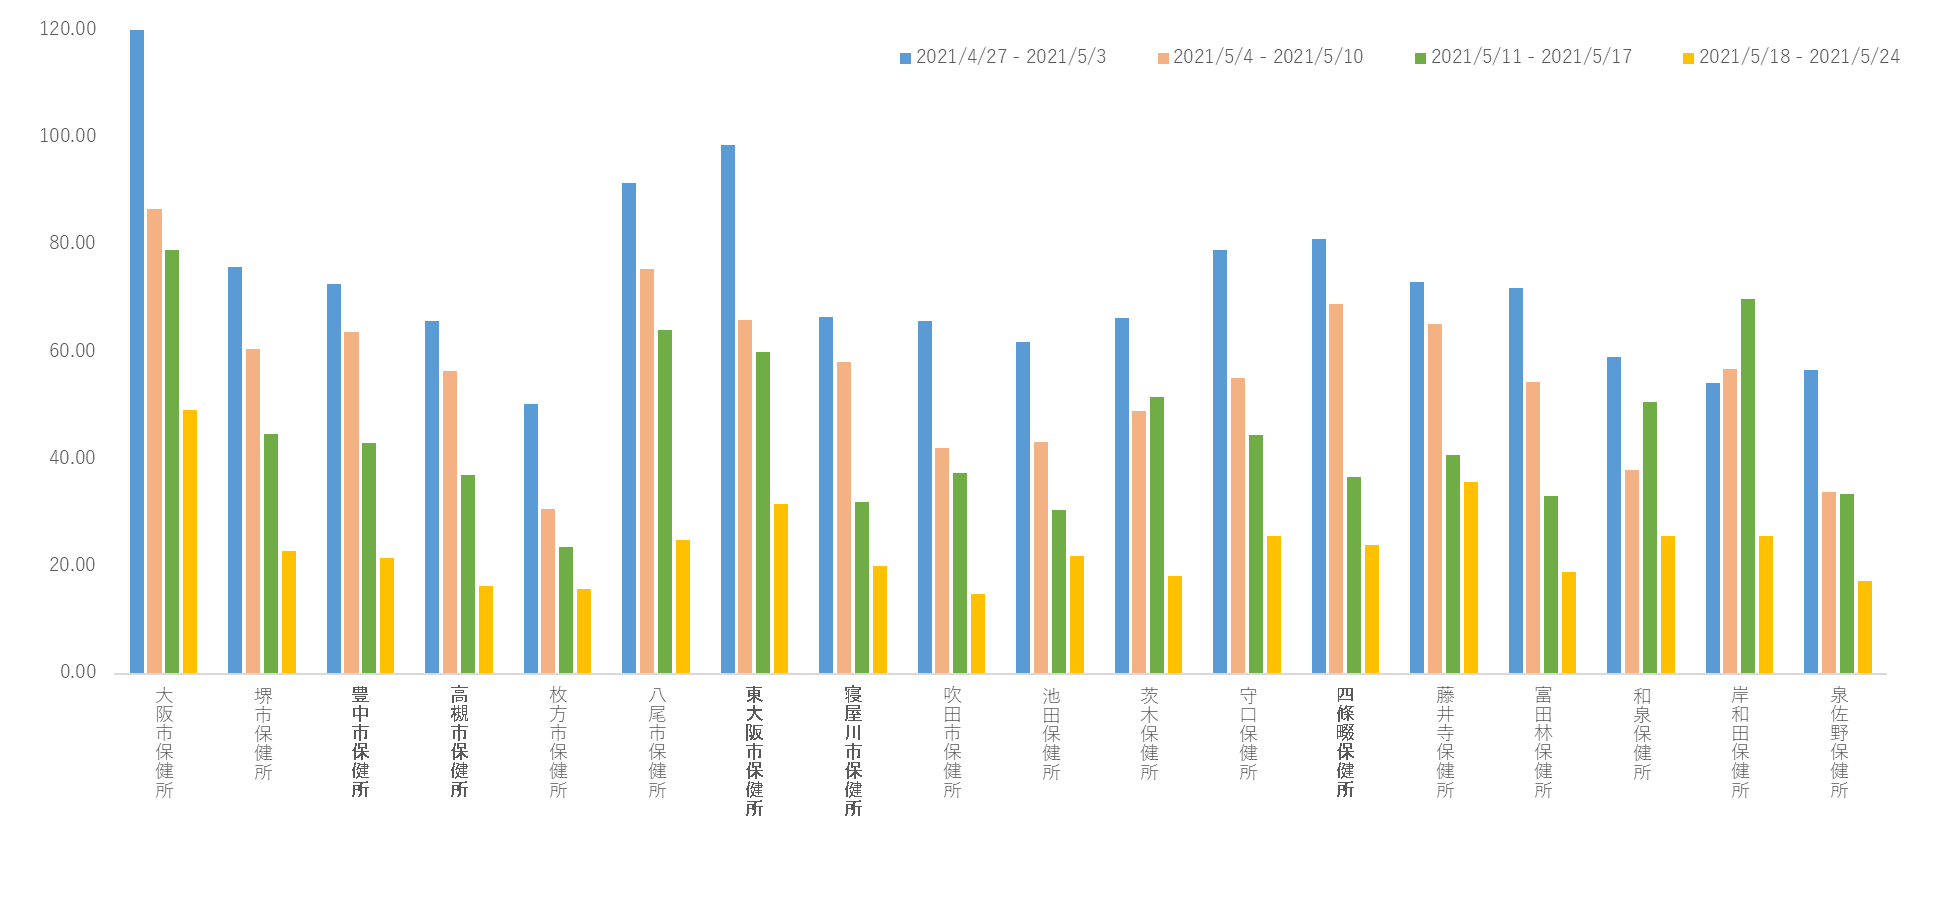 120.00
2021/4/27 - 2021/5/3
2021/5/4 - 2021/5/10
2021/5/11 - 2021/5/17
2021/5/18 - 2021/5/24
100.00
80.00
60.00
40.00
20.00
0.00
大阪市保健所
堺市保健所
豊中市保健所
高槻市保健所
枚方市保健所
八尾市保健所
東大阪市保健所
寝屋川市保健所
吹田市保健所
池田保健所
茨木保健所
守口保健所
四條畷保健所
藤井寺保健所
富田林保健所
和泉保健所
岸和田保健所
泉佐野保健所